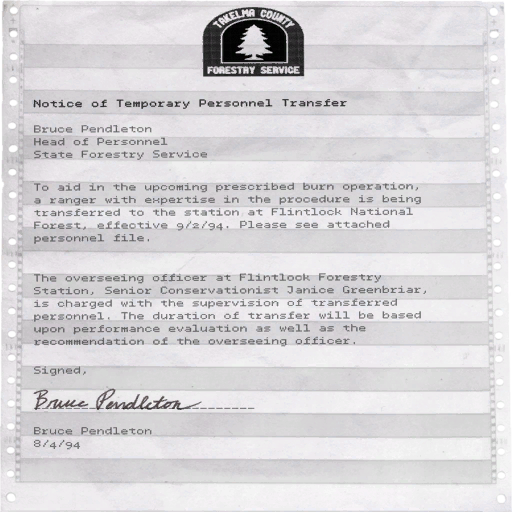 TAKELMA COUNTY
FORESTRY SERVICE
Notice of Temporary Personnel Transfer
Bruce Pendleton
Head of Personnel
State Forestry Service
To aid in the upcoming prescribed burn operation,
a ranger with expertise in the procedure is being
transferred to the station at Flintlock National
Forest, effective 9/2/94. Please see attached
personnel file.
The overseeing officer at Flintlock Forestry
Station, Senior Conservationist Janice Greenbriar,
is charged with the supervision of transferred
personnel. The duration of transfer will be based
upon performance evaluation as well as the
recommendation of the overseeing officer.
Signed,
Bruce Pendleton
Bruce Pendleton
8/4/94